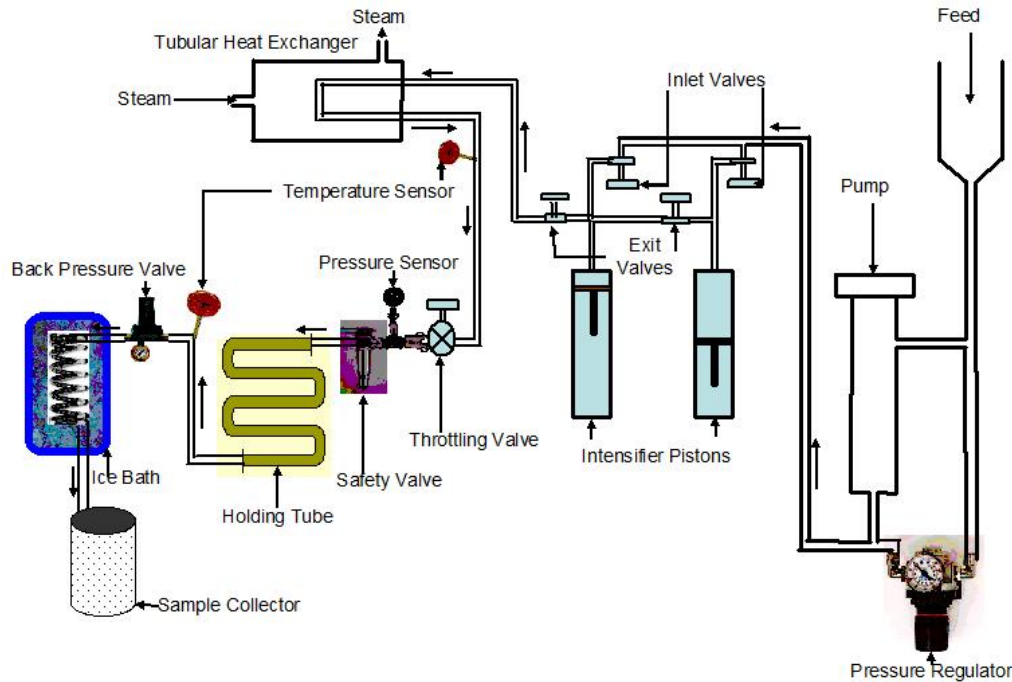 Steam
Feed
Tubular Heat Exchanger
Inlet Valves
Steam
Temperature Sensor
Pump
Exit
Valves
Back Pressure Valve
Pressure Sensor
Throttling Valve
Intensifier Pistons
Ice Bath
Safety Valve
Holding Tube
Sample Collector
Pressure Regulator